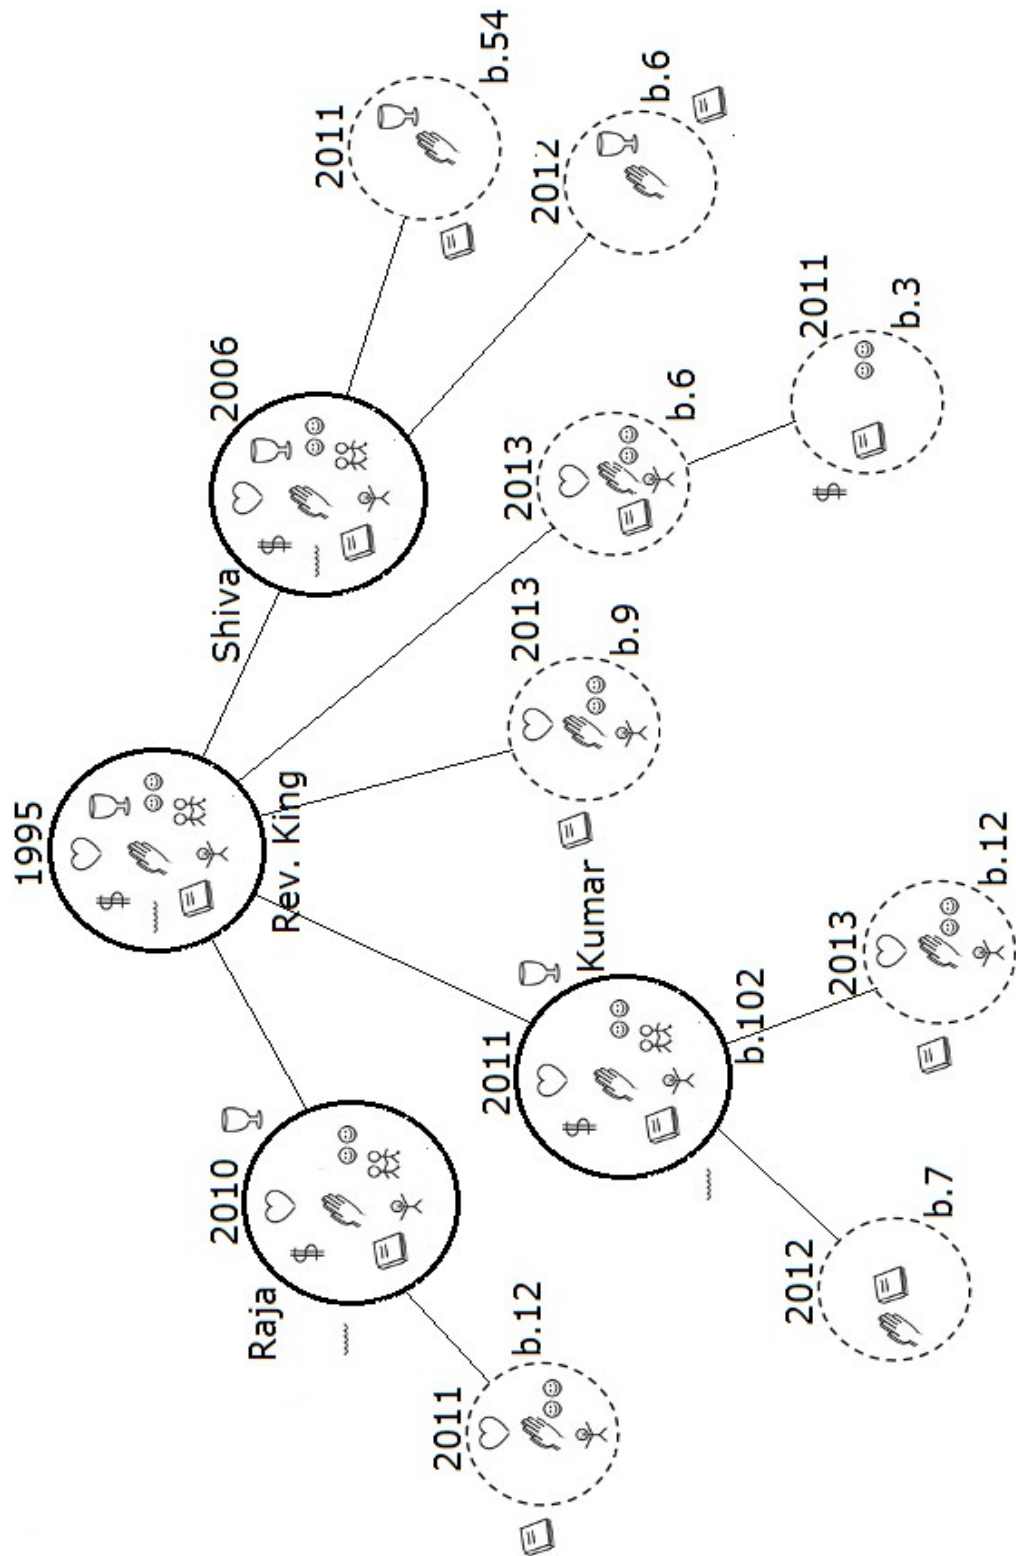 1995
Rev. King
Raja
2010
Shiva
2006
2011
Kumar
b.102
2013
b.9
2013
b.6
2011
b.54
2012
b.6
2011
b.12
2012
b.7
2013
b.12
2011
b.3
$
$
$
$
$